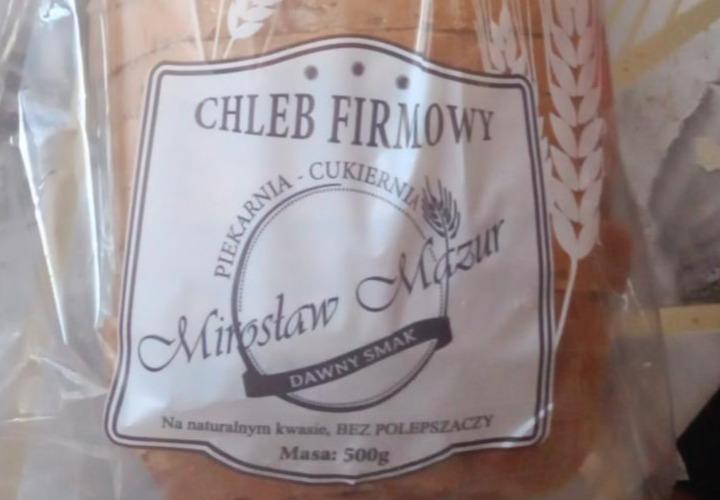 CHLEB FIRMOWY
PIEKARNIA - CUKIERNIA
Mirosław Mazur
DAWNY SMAK
Na naturalnym kwasie, BEZ POLEPSZACZY
Masa: 500g